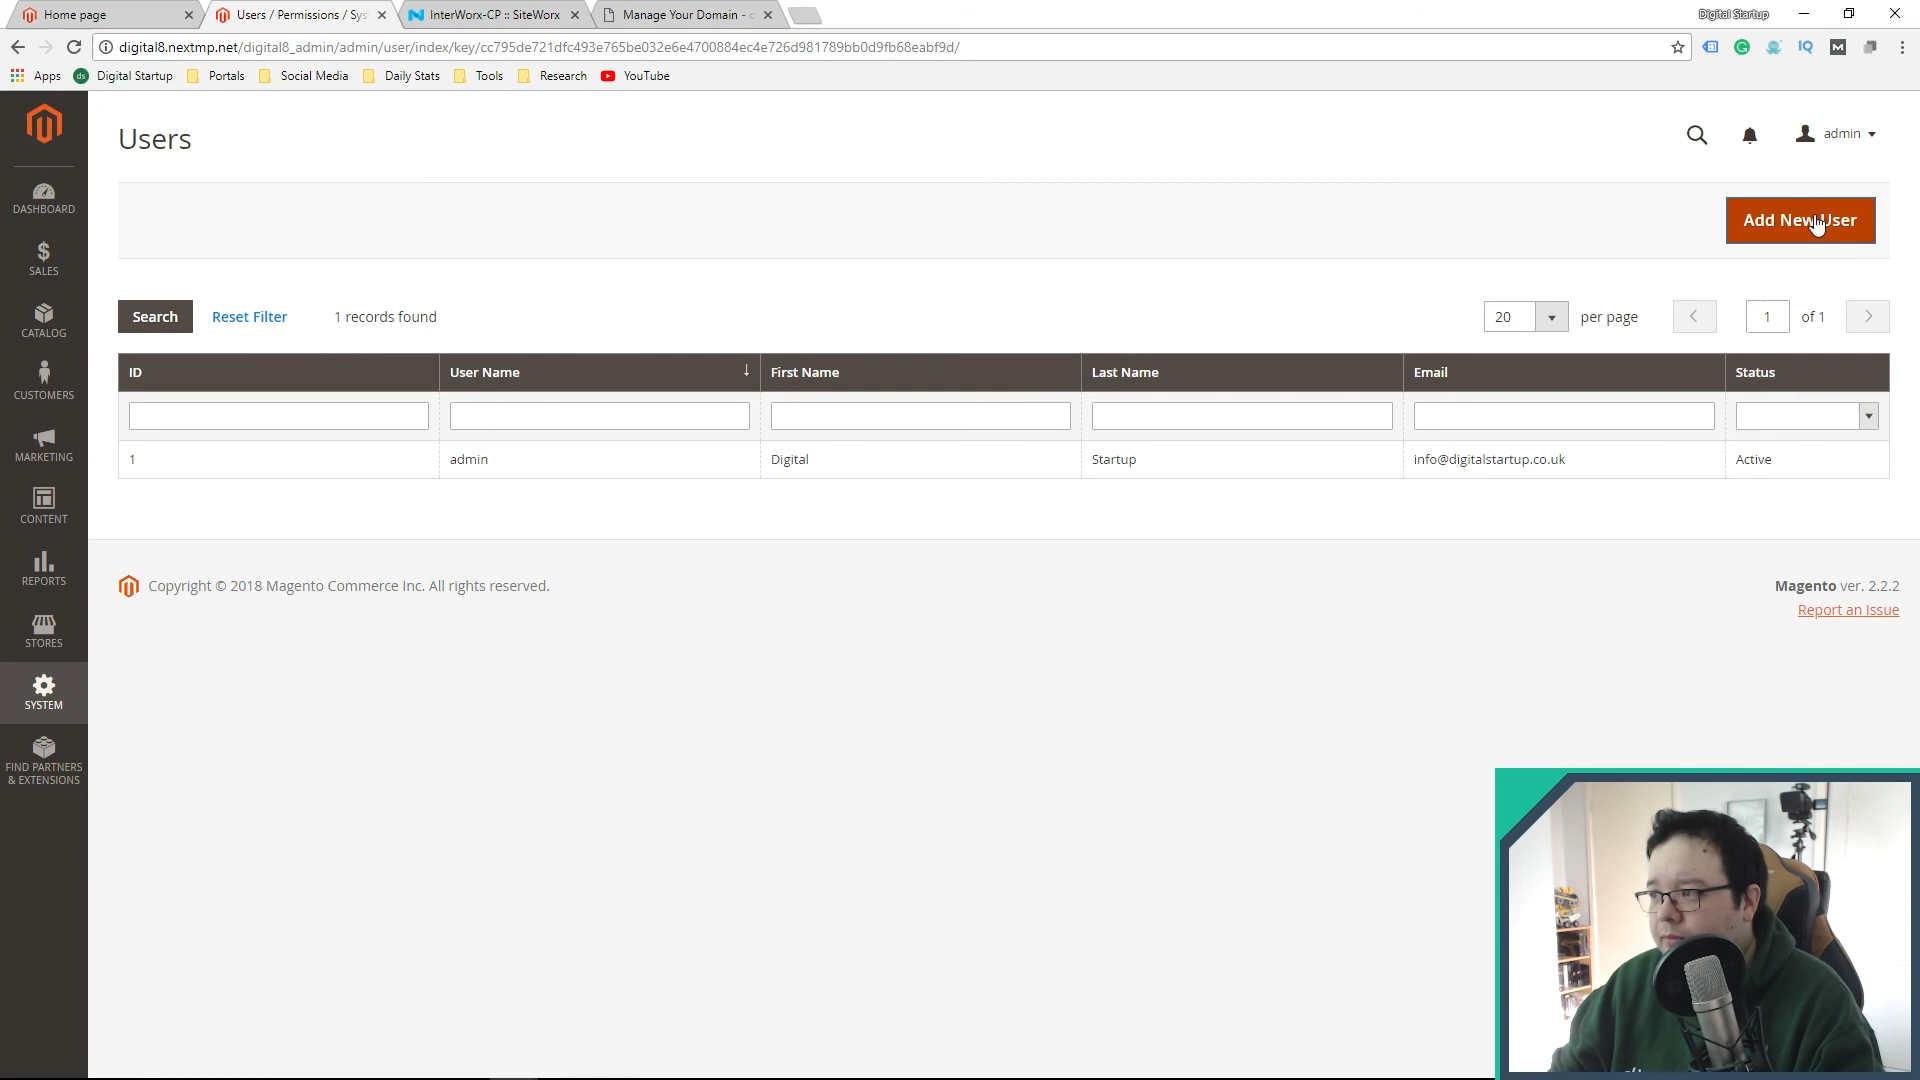 Home page
Users / Permissions / Sys
InterWorx-CP :: SiteWorx
Manage Your Domain -
Digital Startup
digital8.nextmp.net/digital8_admin/admin/user/index/key/cc795de721dfc493e765be032e6e4700884ec4e726d981789bb0d9fb68eabf9d/
Apps
Digital Startup
Portals
Social Media
Daily Stats
Tools
Research
YouTube
DASHBOARD
SALES
CATALOG
CUSTOMERS
MARKETING
CONTENT
REPORTS
STORES
SYSTEM
FIND PARTNERS
& EXTENSIONS
Users
admin
Add New User
Search
Reset Filter
1 records found
20
per page
1
of 1
ID
User Name
First Name
Last Name
Email
Status
1
admin
Digital
Startup
info@digitalstartup.co.uk
Active
Copyright © 2018 Magento Commerce Inc. All rights reserved.
Magento ver. 2.2.2
Report an Issue